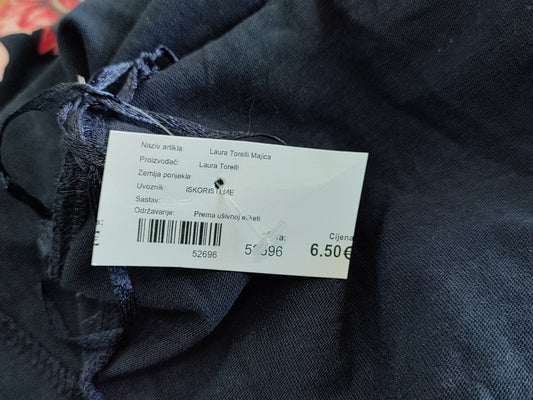 Naziv artikla: Laura Torelli Majica
Proizvođač: Laura Torelli
Zemlja porijekla:
Uvoznik: ISKORISTI ME
Sastav:
Održavanje: Prema ušivnoj etiketi
52696
Cijena
6.50€